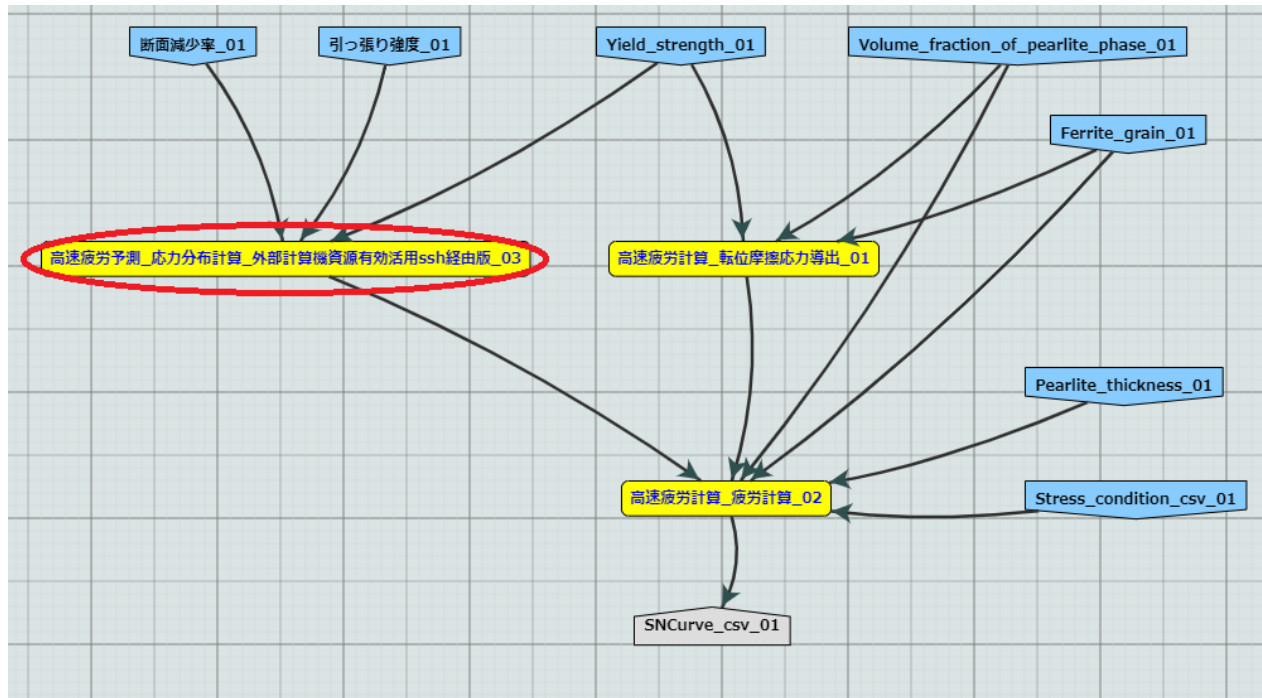 断面減少率_01
引っ張り強度_01
Yield_strength_01
Volume_fraction_of_pearlite_phase_01
Ferrite_grain_01
高速疲労予測_応力分布計算_外部計算機資源有効活用ssh経由版_03
高速疲労計算_転位摩擦応力導出_01
Pearlite_thickness_01
高速疲労計算_疲労計算_02
Stress_condition_csv_01
SNCurve_csv_01